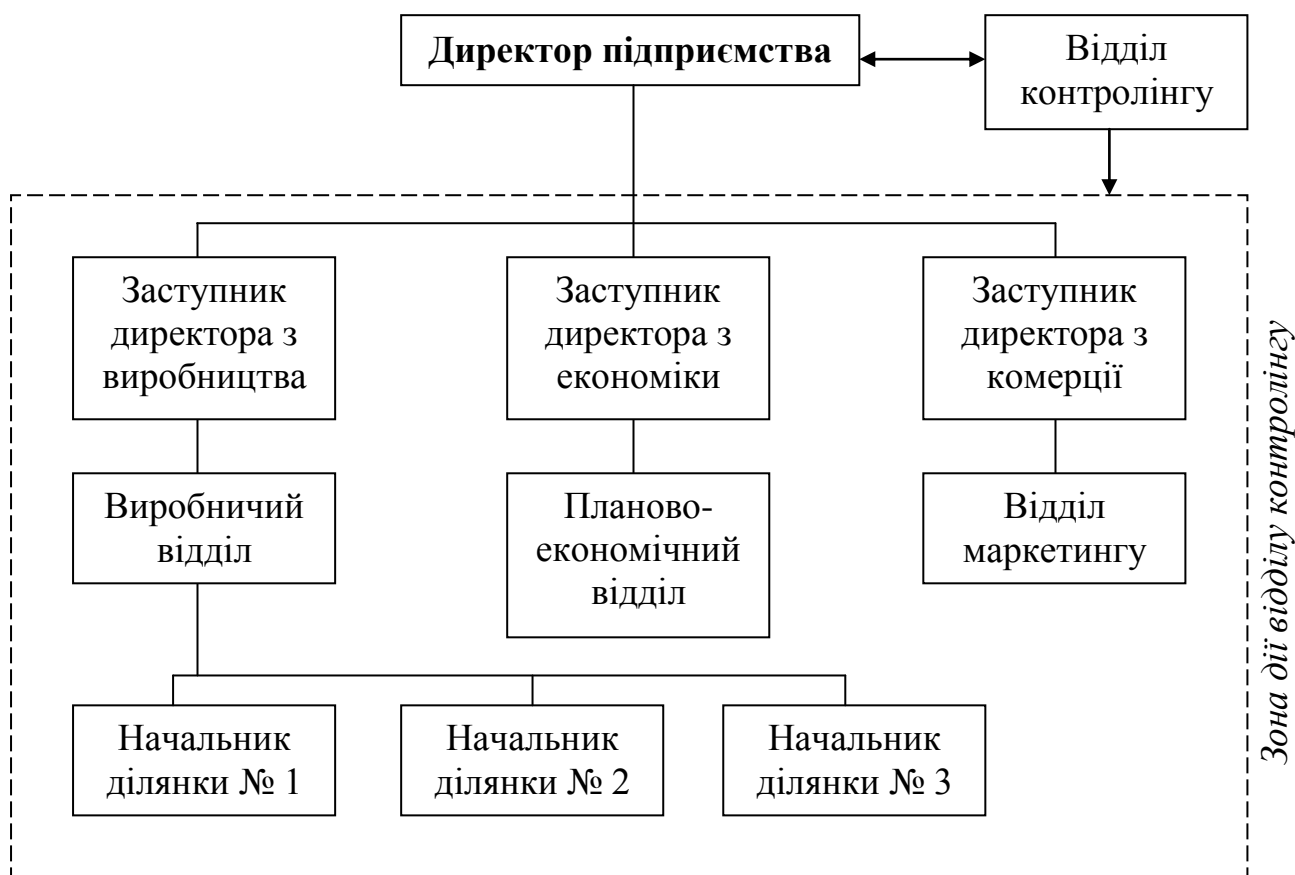 Директор підприємства
Відділ
контролінгу
Заступник
директора з
виробництва
Заступник
директора з
економіки
Заступник
директора з
комерції
Виробничий
відділ
Планово-
економічний
відділ
Відділ
маркетингу
Начальник
ділянки № 1
Начальник
ділянки № 2
Начальник
ділянки № 3
Зона дії відділу контролінгу